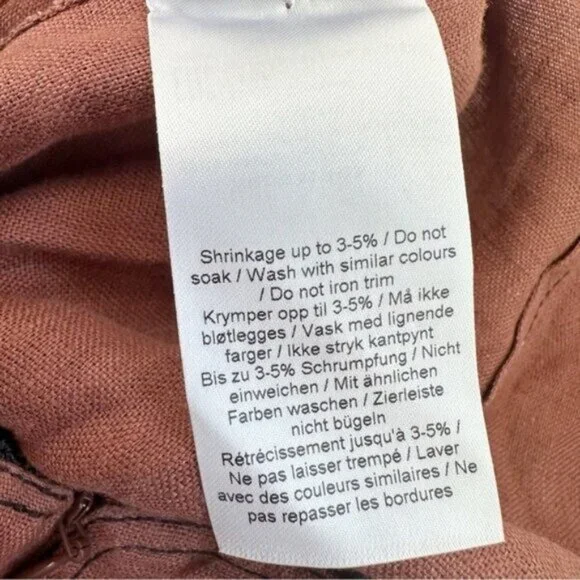 Shrinkage up to 3-5% / Do not
soak / Wash with similar colours
/ Do not iron trim
Krymper opp til 3-5% / Må ikke
bløtlegges / Vask med lignende
farger / Ikke stryk kantpynt
Bis zu 3-5% Schrumpfung / Nicht
einweichen / Mit ähnlichen
Farben waschen / Zierleiste
nicht bügeln
Rétrécissement jusqu'à 3-5% /
Ne pas laisser trempé / Laver
avec des couleurs similaires / Ne
pas repasser les bordures